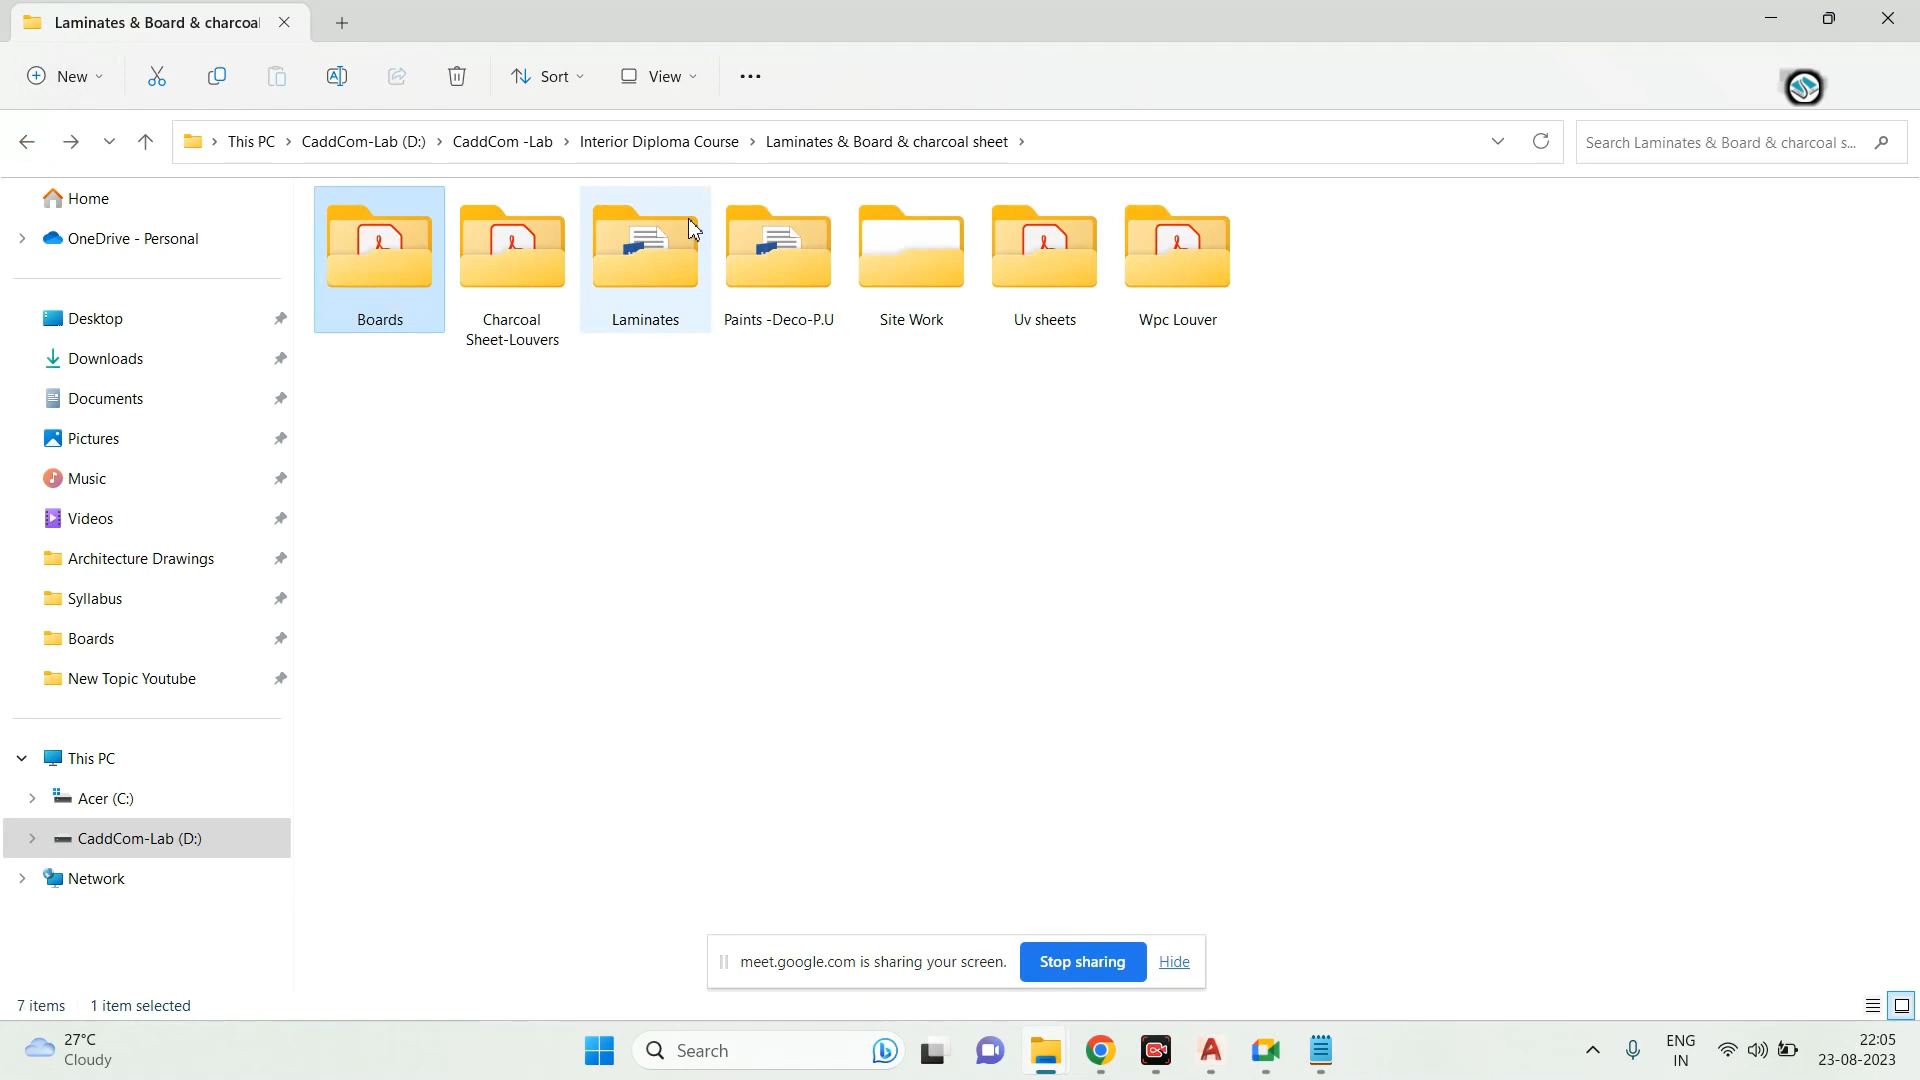 Laminates & Board & charcoal
New
Sort
View
This PC
CaddCom-Lab (D:)
CaddCom -Lab
Interior Diploma Course
Laminates & Board & charcoal sheet
Search Laminates & Board & charcoal s...
Home
OneDrive - Personal
Desktop
Downloads
Documents
Pictures
Music
Videos
Architecture Drawings
Syllabus
Boards
New Topic Youtube
This PC
Acer (C:)
CaddCom-Lab (D:)
Network
Boards
Charcoal
Sheet-Louvers
Laminates
Paints -Deco-P.U
Site Work
Uv sheets
Wpc Louver
meet.google.com is sharing your screen.
Stop sharing
Hide
7 items
1 item selected
27°C
Cloudy
Search
ENG
IN
22:05
23-08-2023